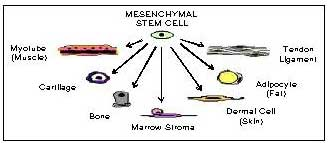 MESENCHYMAL
STEM CELL
Myotube
(Muscle)
Tendon
Ligament
Cartilage
Adipocyte
(Fat)
Bone
Marrow Stroma
Dermal Cell
(Skin)